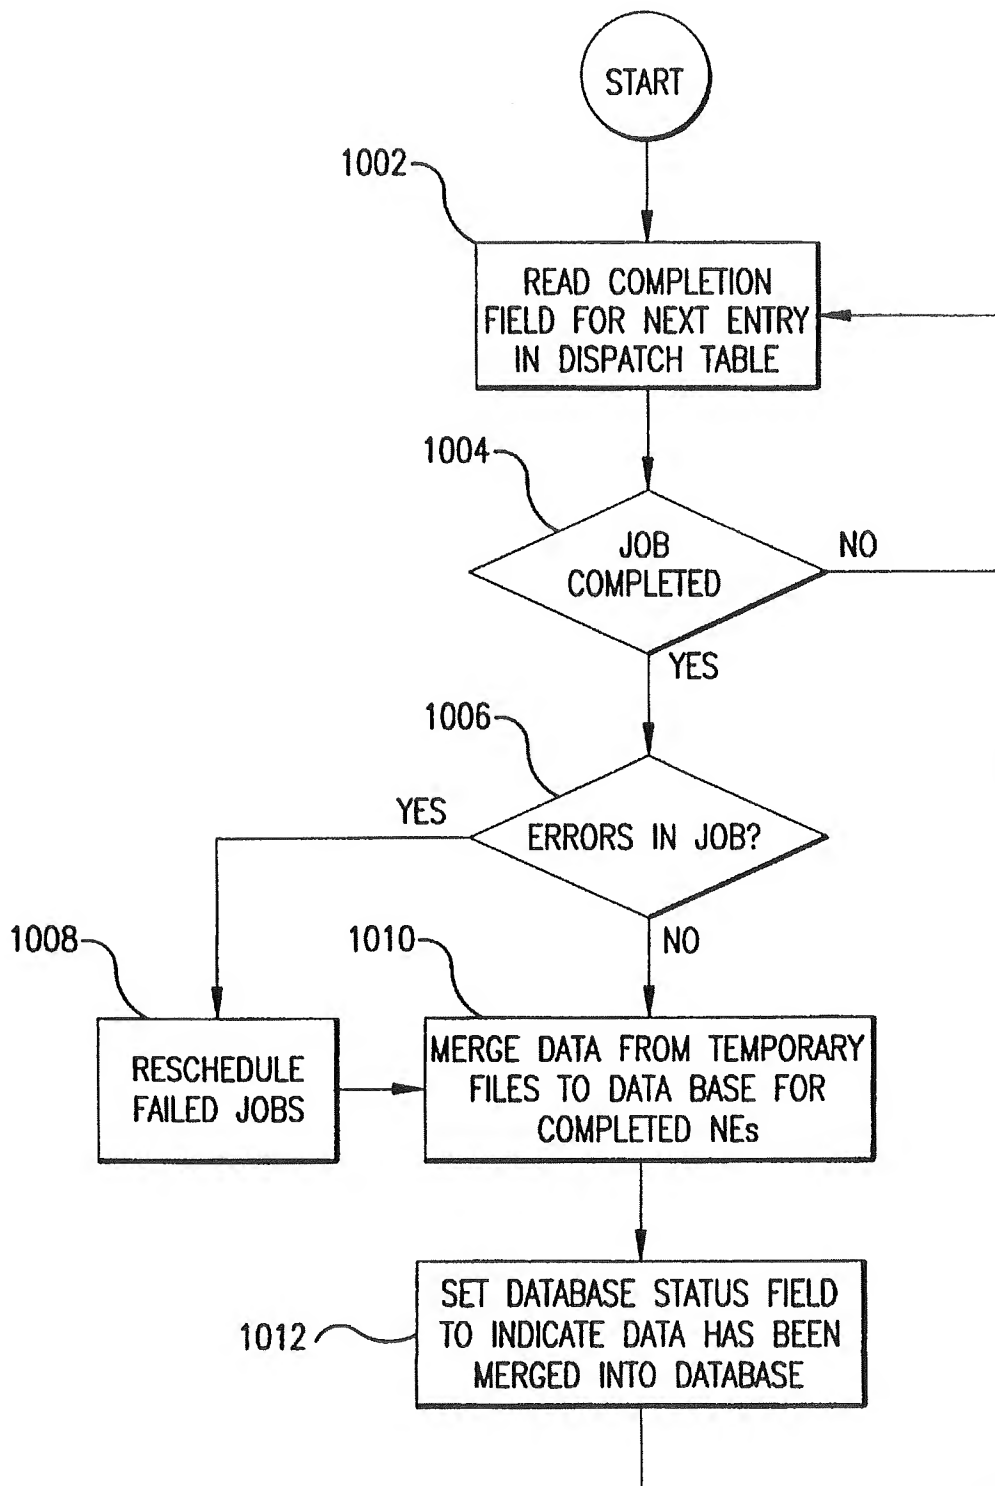 START
1002
READ COMPLETION
FIELD FOR NEXT ENTRY
IN DISPATCH TABLE
1004
JOB
COMPLETED
NO
YES
1006
YES
ERRORS IN JOB?
NO
1008
1010
RESCHEDULE
FAILED JOBS
MERGE DATA FROM TEMPORARY
FILES TO DATA BASE FOR
COMPLETED NEs
1012
SET DATABASE STATUS FIELD
TO INDICATE DATA HAS BEEN
MERGED INTO DATABASE